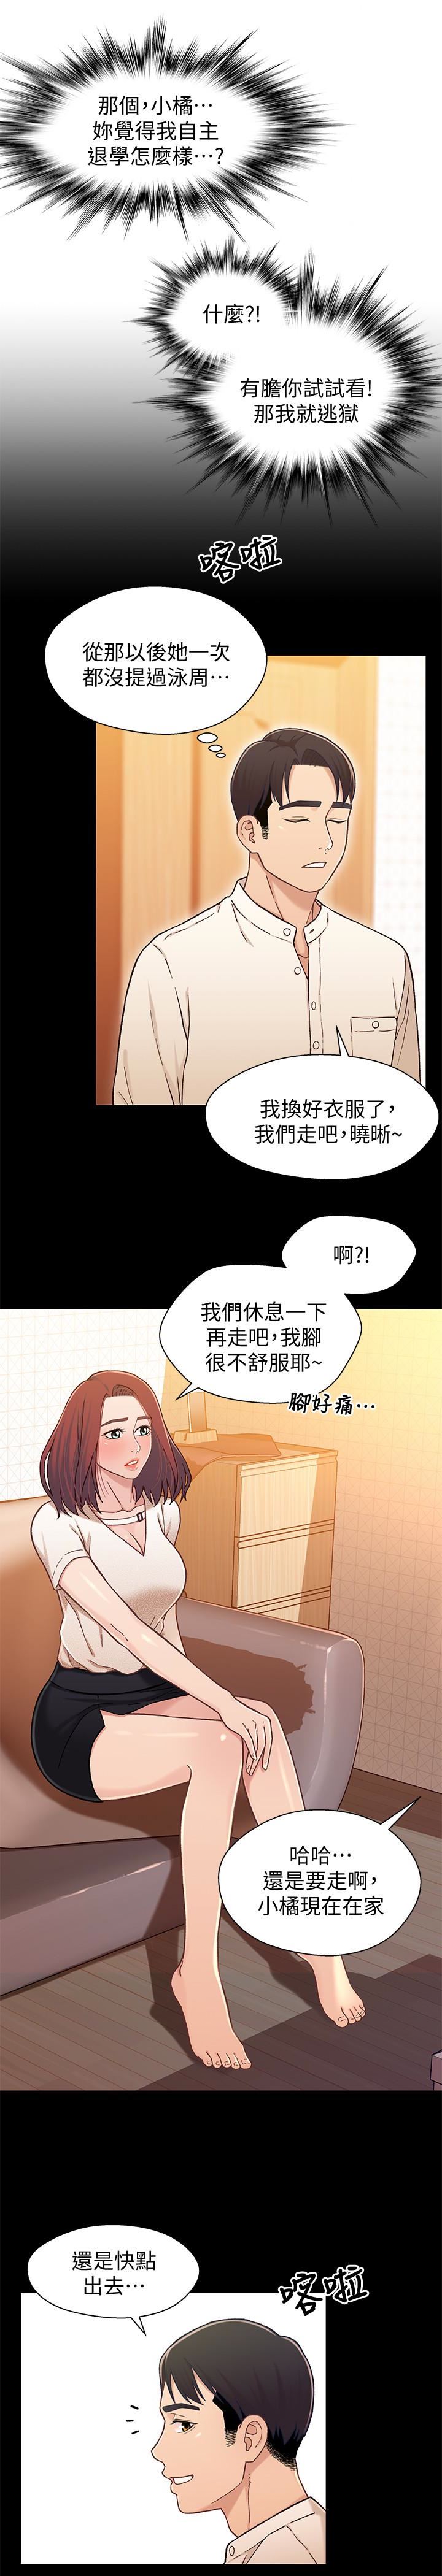 那個,小橘…
妳覺得我自主
退學怎麼樣…?
什麼?!
有膽你試試看!
那我就逃獄
喀啦
從那以後她一次
都沒提過泳周…
我換好衣服了,
我們走吧,曉晰~
啊?!
我們休息一下
再走吧,我腳
很不舒服耶~
腳好痛…
哈哈…
還是要走啊,
小橘現在在家
還是快點
出去…
喀啦